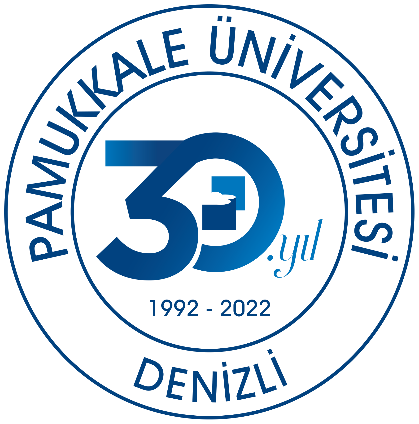 PAMUKKALE ÜNİVERSİTESİ
30.yıl
1992 - 2022
DENİZLİ